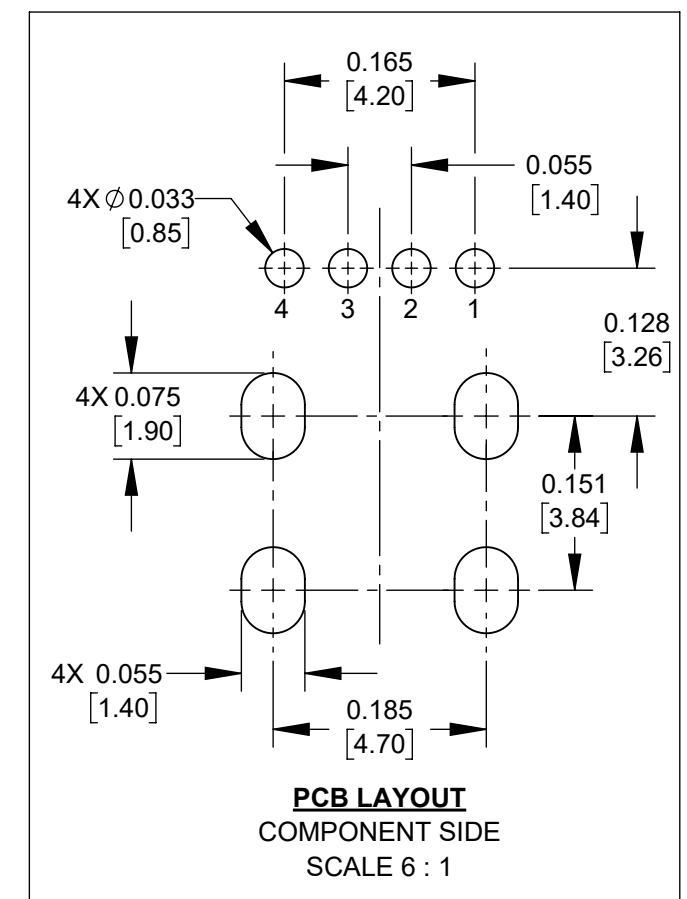 0.165
[4.20]
0.055
[1.40]
4X ∅ 0.033
[0.85]
4 3 2 1
0.128
[3.26]
4X 0.075
[1.90]
0.151
[3.84]
4X 0.055
[1.40]
0.185
[4.70]
PCB LAYOUT
COMPONENT SIDE
SCALE 6 : 1